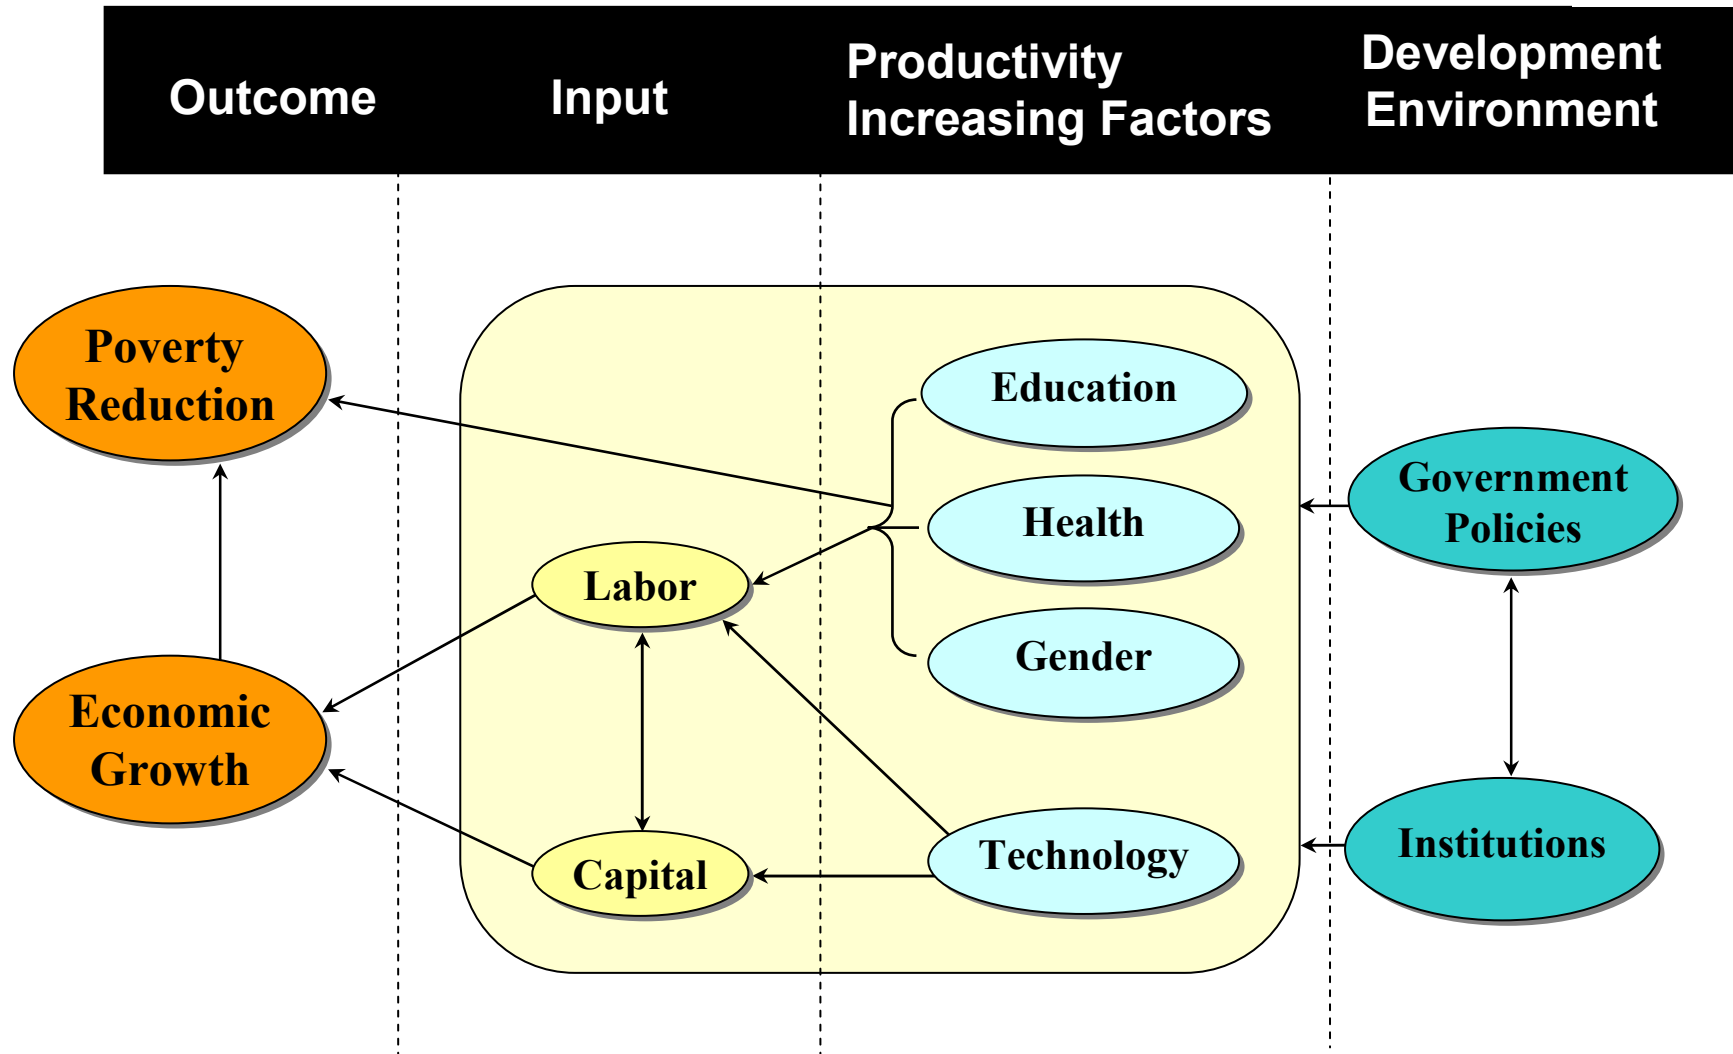 Outcome
Input
Productivity
Increasing Factors
Development
Environment
Poverty
Reduction
Economic
Growth
Labor
Capital
Education
Health
Gender
Technology
Government
Policies
Institutions